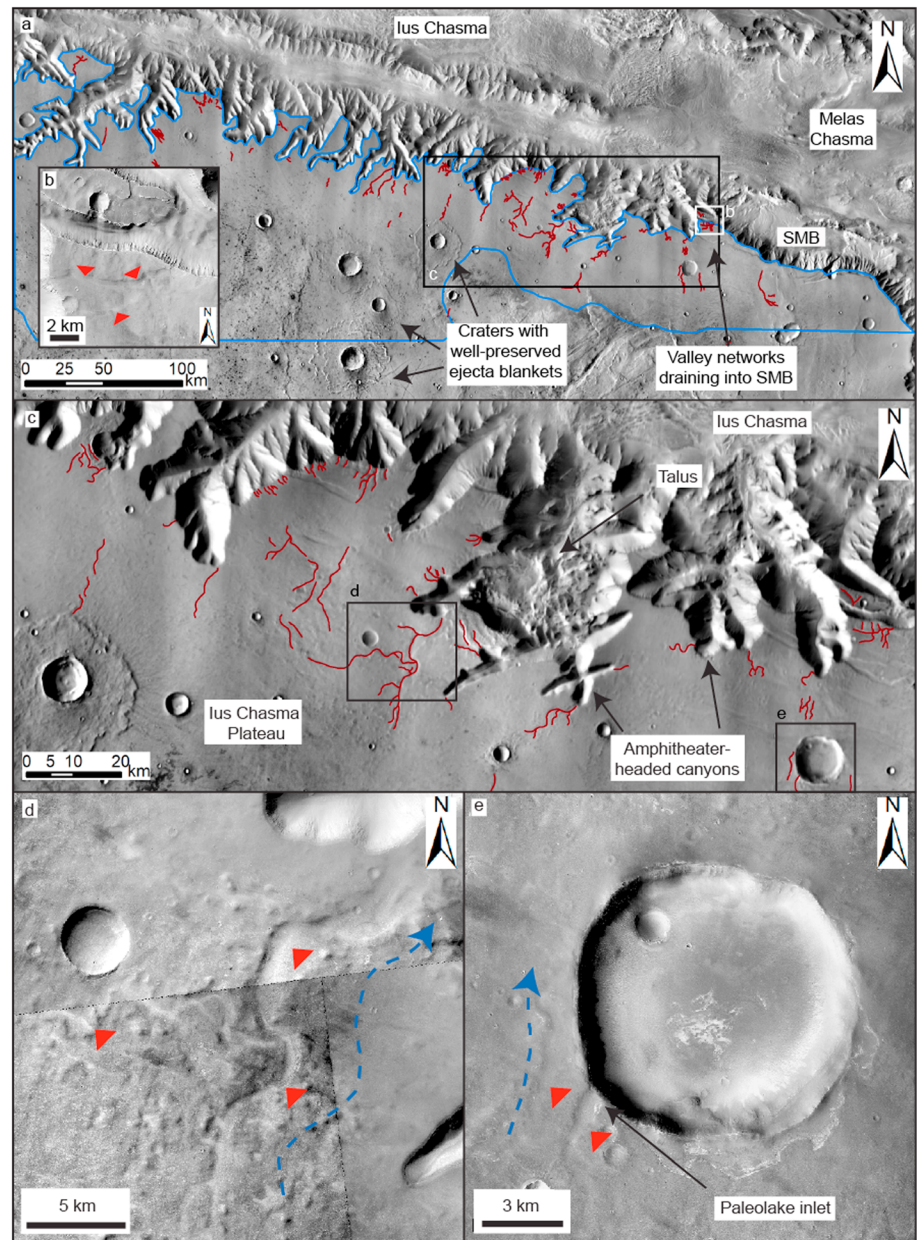 a
Ius Chasma
N
Melas
Chasma
b
b
SMB
c
2 km
N
Craters with
well-preserved
ejecta blankets
Valley networks
draining into SMB
0 25 50 100
km
c
Ius Chasma
N
Talus
d
Ius Chasma
Plateau
e
Amphitheater-
headed canyons
0 5 10 20
km
d
N
5 km
e
N
3 km
Paleolake inlet